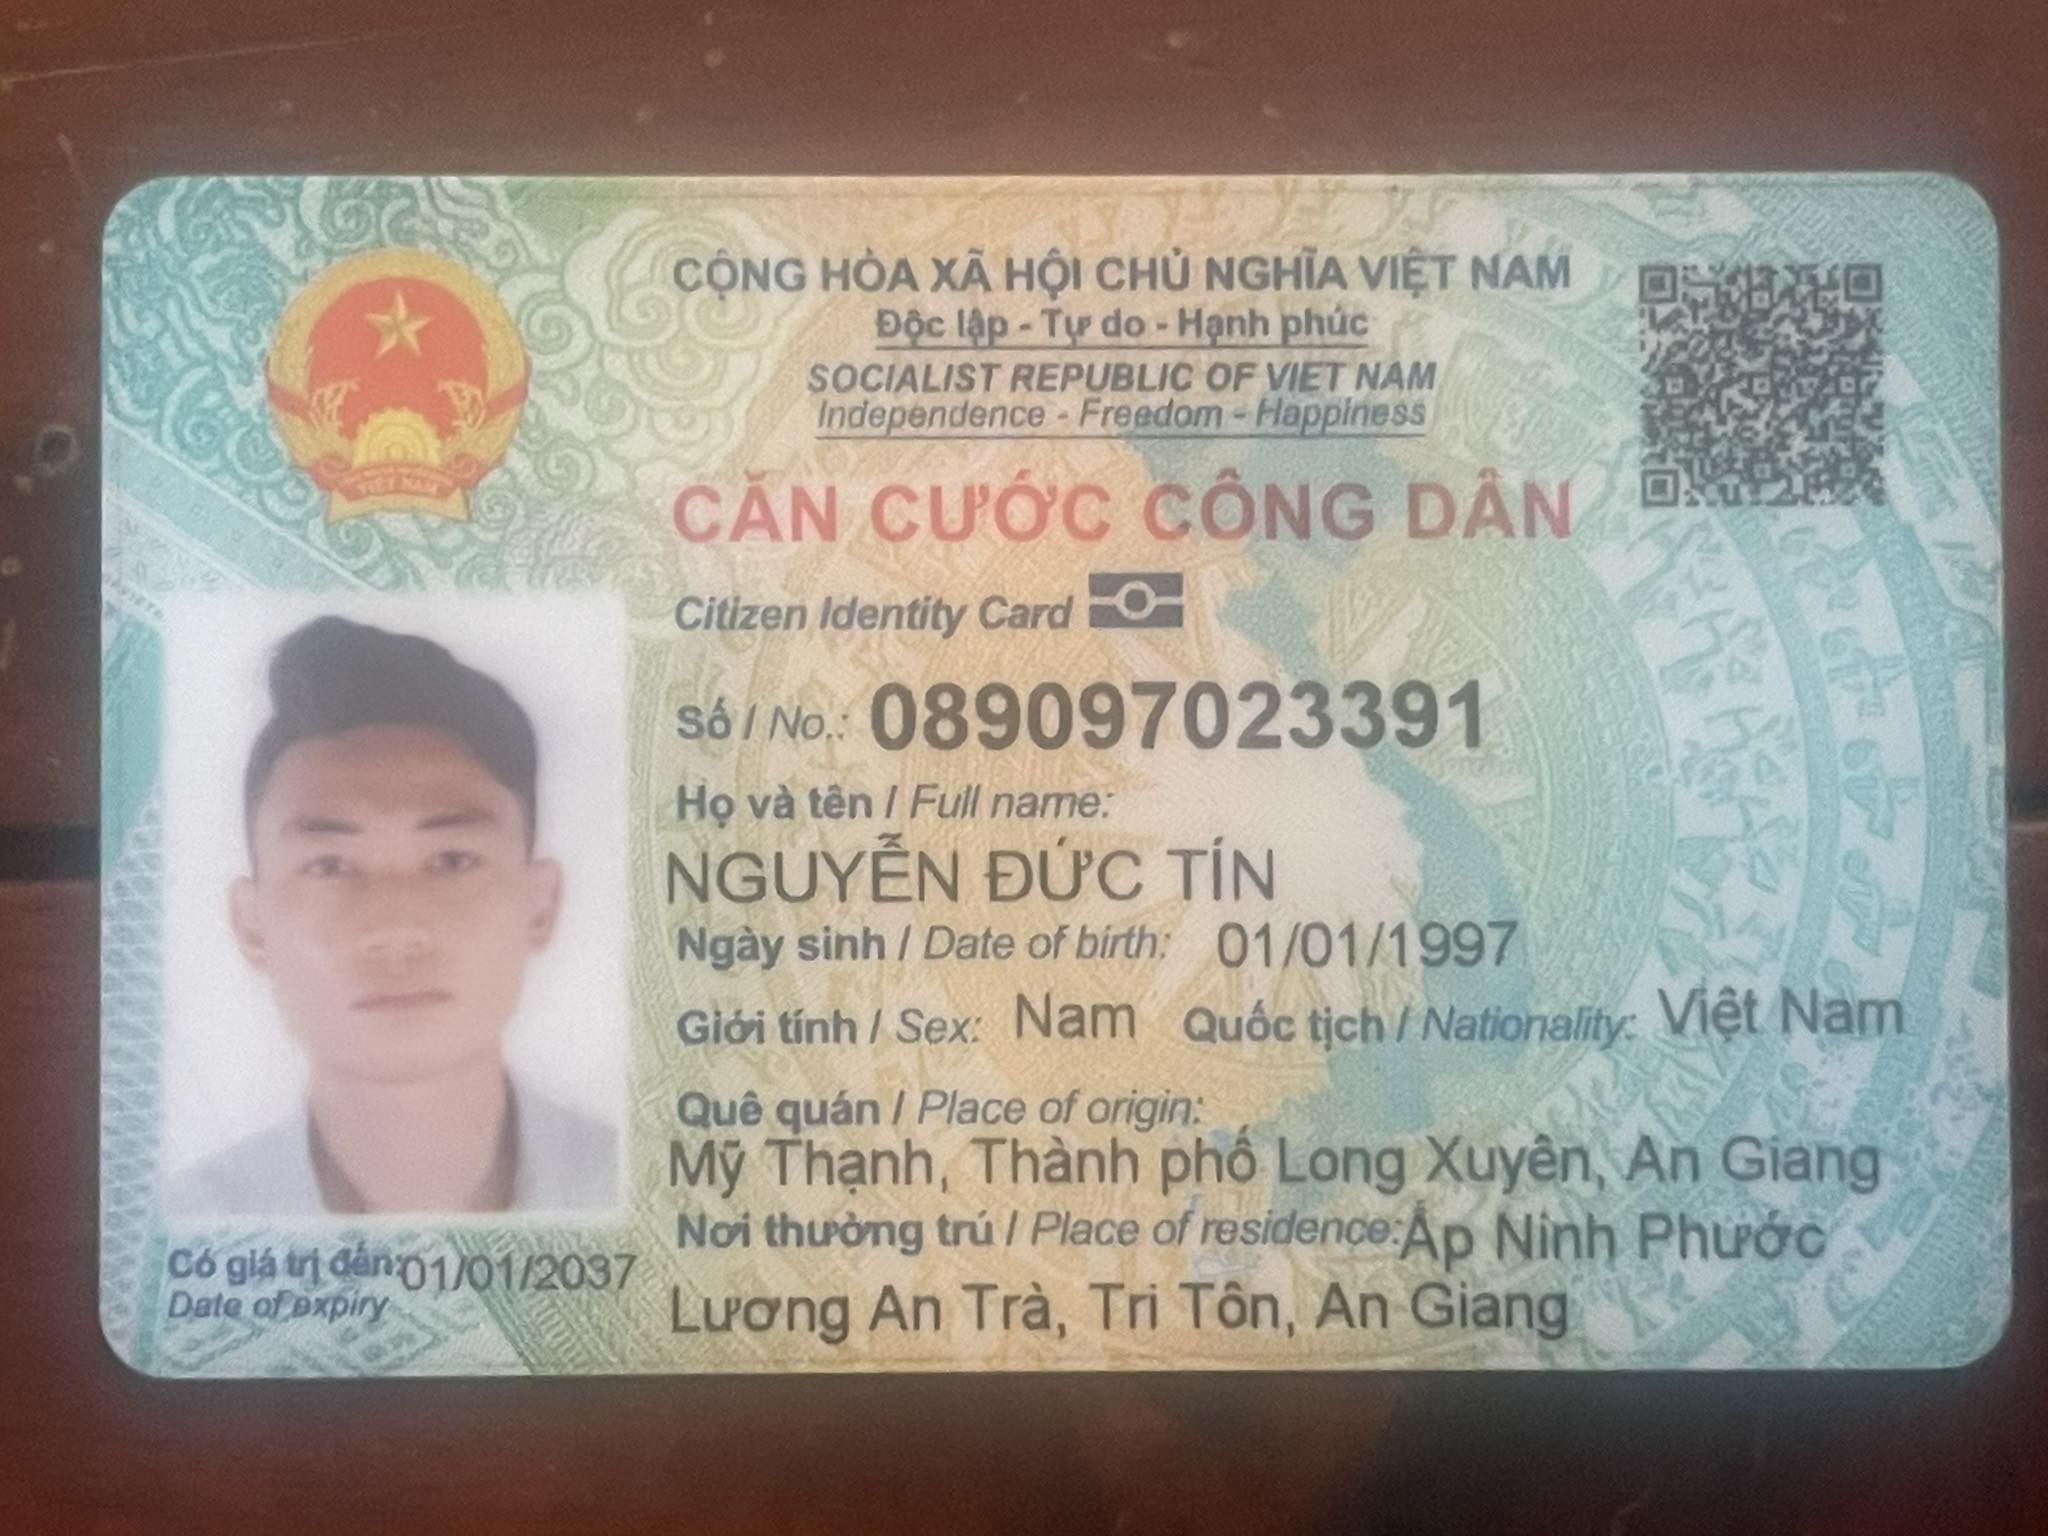 CỘNG HÒA XÃ HỘI CHỦ NGHĨA VIỆT NAM
Độc lập - Tự do - Hạnh phúc
SOCIALIST REPUBLIC OF VIET NAM
Independence - Freedom - Happiness
CĂN CƯỚC CÔNG DÂN
Citizen Identity Card
Số / No.: 089097023391
Họ và tên / Full name:
NGUYỄN ĐỨC TÍN
Ngày sinh / Date of birth: 01/01/1997
Giới tính / Sex: Nam Quốc tịch / Nationality: Việt Nam
Quê quán / Place of origin:
Mỹ Thạnh, Thành phố Long Xuyên, An Giang
Nơi thường trú / Place of residence: Ấp Ninh Phước
Lương An Trà, Tri Tôn, An Giang
Có giá trị đến: 01/01/2037
Date of expiry
VIỆT NAM